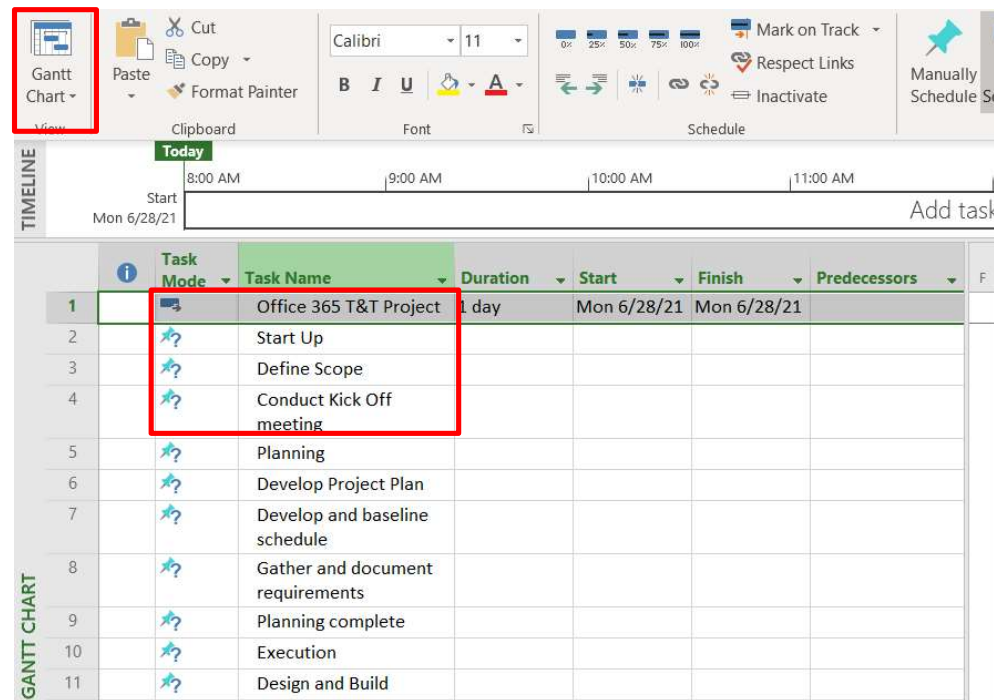 Gantt
Chart
View
Paste
Cut
Copy
Format Painter
Clipboard
Calibri
11
B I U A
Font
0% 25% 50% 75% 100%
Mark on Track
Respect Links
Inactivate
Schedule
Manually
Schedule
TIMELINE
Today
8:00 AM 9:00 AM 10:00 AM 11:00 AM
Start
Mon 6/28/21
Add task
GANTT CHART
Task
Mode Task Name Duration Start Finish Predecessors F
1 Office 365 T&T Project 1 day Mon 6/28/21 Mon 6/28/21
2 ? Start Up
3 ? Define Scope
4 ? Conduct Kick Off
meeting
5 ? Planning
6 ? Develop Project Plan
7 ? Develop and baseline
schedule
8 ? Gather and document
requirements
9 ? Planning complete
10 ? Execution
11 ? Design and Build